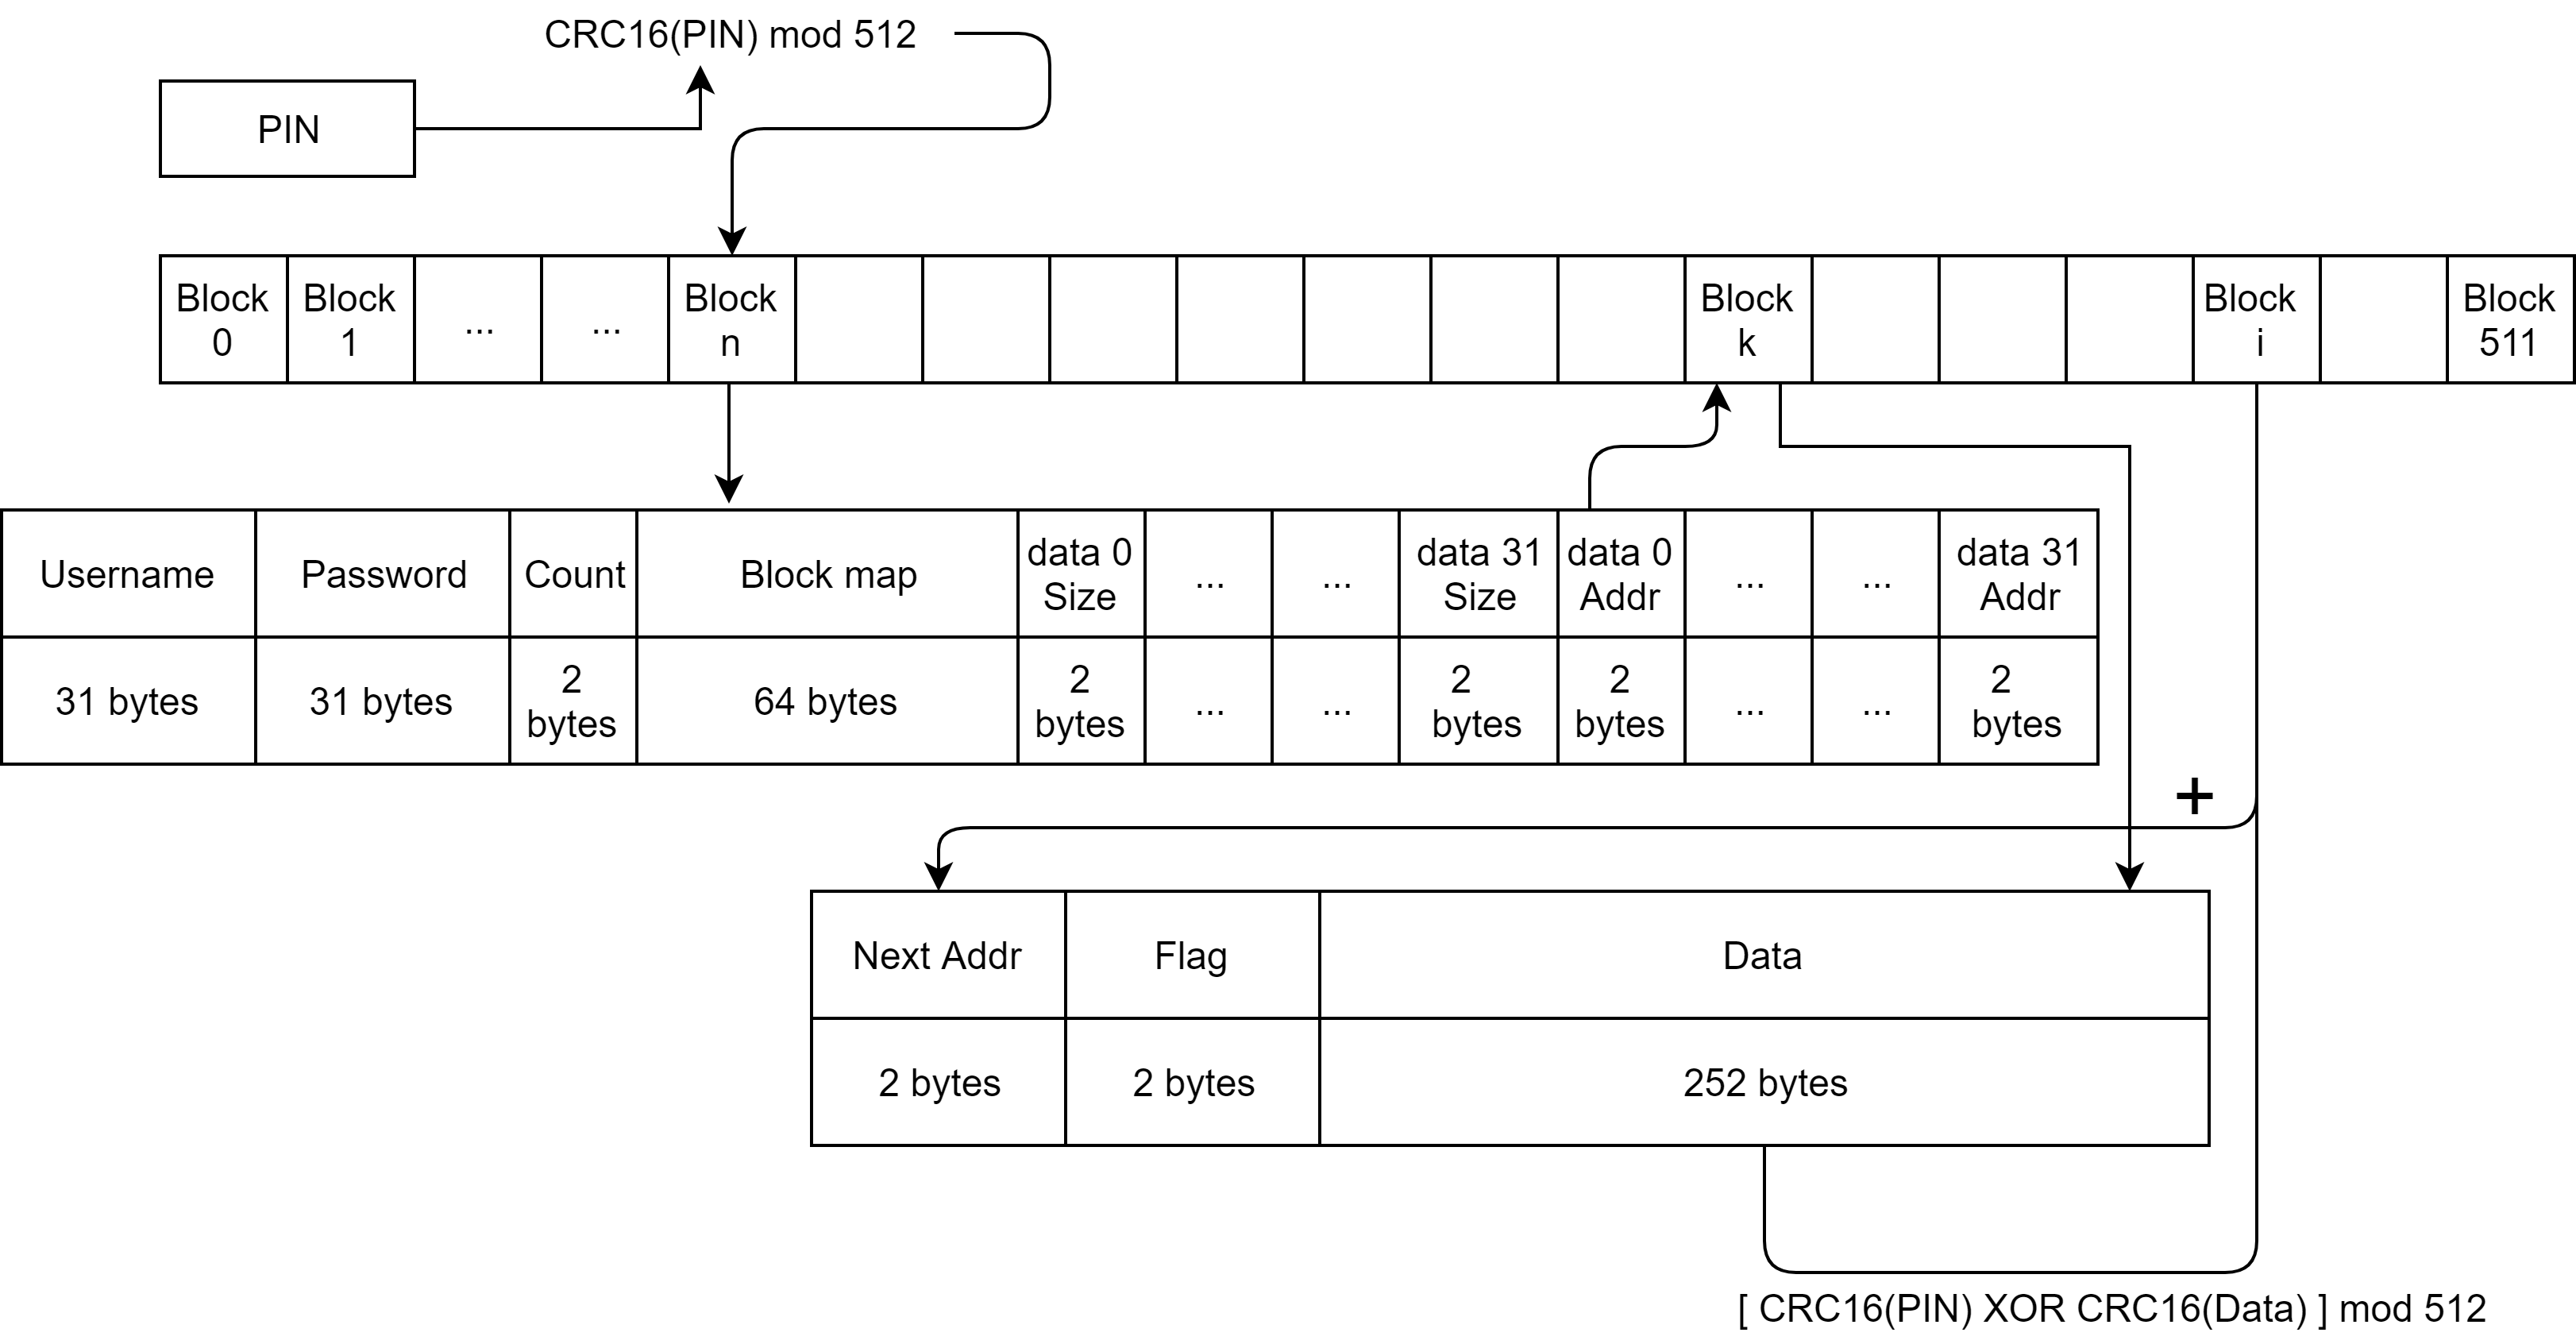 CRC16(PIN) mod 512
PIN
Block
0
Block
1
...
...
Block
n
Block
k
Block
i
Block
511
Username
Password
Count
Block map
data 0
Size
...
...
data 31
Size
data 0
Addr
...
...
data 31
Addr
31 bytes
31 bytes
2
bytes
64 bytes
2
bytes
...
...
2
bytes
2
bytes
...
...
2
bytes
+
Next Addr
Flag
Data
2 bytes
2 bytes
252 bytes
[ CRC16(PIN) XOR CRC16(Data) ] mod 512